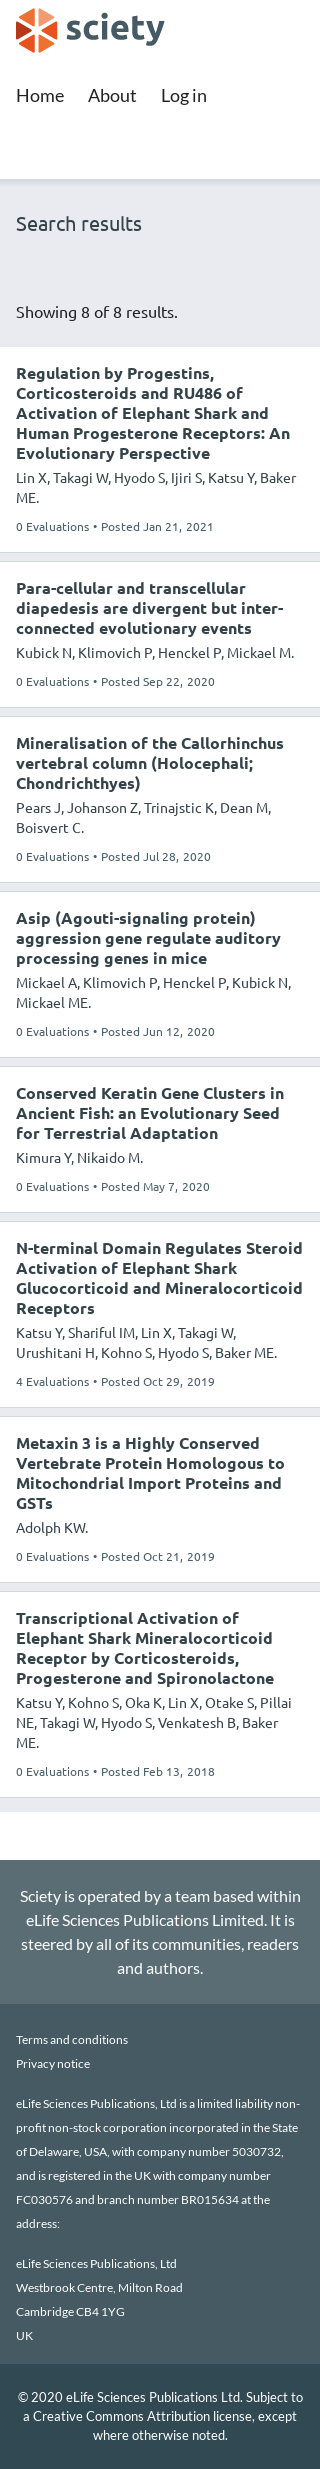 sciety
Home About Log in
Search results
Showing 8 of 8 results.
Regulation by Progestins,
Corticosteroids and RU486 of
Activation of Elephant Shark and
Human Progesterone Receptors: An
Evolutionary Perspective
Lin X, Takagi W, Hyodo S, Ijiri S, Katsu Y, Baker
ME.
0 Evaluations • Posted Jan 21, 2021
Para-cellular and transcellular
diapedesis are divergent but inter-
connected evolutionary events
Kubick N, Klimovich P, Henckel P, Mickael M.
0 Evaluations • Posted Sep 22, 2020
Mineralisation of the Callorhinchus
vertebral column (Holocephali;
Chondrichthyes)
Pears J, Johanson Z, Trinajstic K, Dean M,
Boisvert C.
0 Evaluations • Posted Jul 28, 2020
Asip (Agouti-signaling protein)
aggression gene regulate auditory
processing genes in mice
Mickael A, Klimovich P, Henckel P, Kubick N,
Mickael ME.
0 Evaluations • Posted Jun 12, 2020
Conserved Keratin Gene Clusters in
Ancient Fish: an Evolutionary Seed
for Terrestrial Adaptation
Kimura Y, Nikaido M.
0 Evaluations • Posted May 7, 2020
N-terminal Domain Regulates Steroid
Activation of Elephant Shark
Glucocorticoid and Mineralocorticoid
Receptors
Katsu Y, Shariful IM, Lin X, Takagi W,
Urushitani H, Kohno S, Hyodo S, Baker ME.
4 Evaluations • Posted Oct 29, 2019
Metaxin 3 is a Highly Conserved
Vertebrate Protein Homologous to
Mitochondrial Import Proteins and
GSTs
Adolph KW.
0 Evaluations • Posted Oct 21, 2019
Transcriptional Activation of
Elephant Shark Mineralocorticoid
Receptor by Corticosteroids,
Progesterone and Spironolactone
Katsu Y, Kohno S, Oka K, Lin X, Otake S, Pillai
NE, Takagi W, Hyodo S, Venkatesh B, Baker
ME.
0 Evaluations • Posted Feb 13, 2018
Sciety is operated by a team based within
eLife Sciences Publications Limited. It is
steered by all of its communities, readers
and authors.
Terms and conditions
Privacy notice
eLife Sciences Publications, Ltd is a limited liability non-
profit non-stock corporation incorporated in the State
of Delaware, USA, with company number 5030732,
and is registered in the UK with company number
FC030576 and branch number BR015634 at the
address:
eLife Sciences Publications, Ltd
Westbrook Centre, Milton Road
Cambridge CB4 1YG
UK
© 2020 eLife Sciences Publications Ltd. Subject to
a Creative Commons Attribution license, except
where otherwise noted.